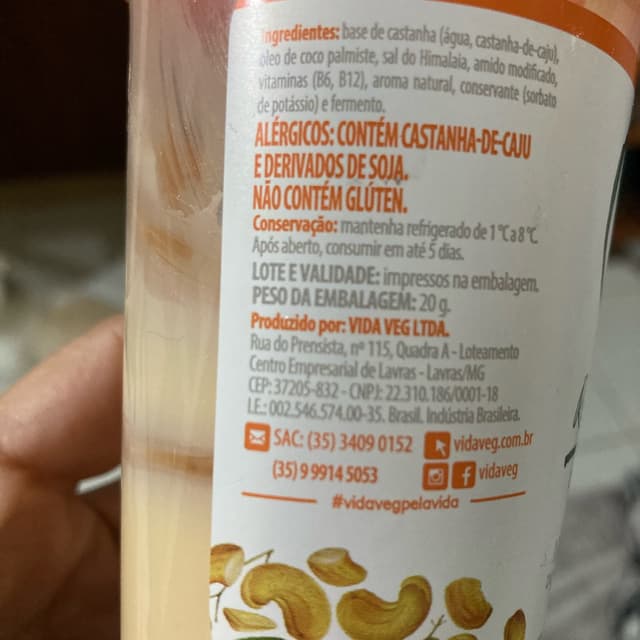 Ingredientes: base de castanha (água, castanha-de-caju),
óleo de coco palmiste, sal do Himalaia, amido modificado,
vitaminas (B6, B12), aroma natural, conservante (sorbato
de potássio) e fermento.
ALÉRGICOS: CONTÉM CASTANHA-DE-CAJU
E DERIVADOS DE SOJA.
NÃO CONTÉM GLÚTEN.
Conservação: mantenha refrigerado de 1 °C a 8 °C.
Após aberto, consumir em até 5 dias.
LOTE E VALIDADE: impressos na embalagem.
PESO DA EMBALAGEM: 20 g.
Produzido por: VIDA VEG LTDA.
Rua do Prensista, nº 115, Quadra A - Loteamento
Centro Empresarial de Lavras - Lavras/MG
CEP: 37205-832 - CNPJ: 22.310.186/0001-18
I.E.: 002.546.574.00-35. Brasil. Indústria Brasileira.
SAC: (35) 3409 0152 vidaveg.com.br
(35) 9 9914 5053 vidaveg
#vidavegpelavida